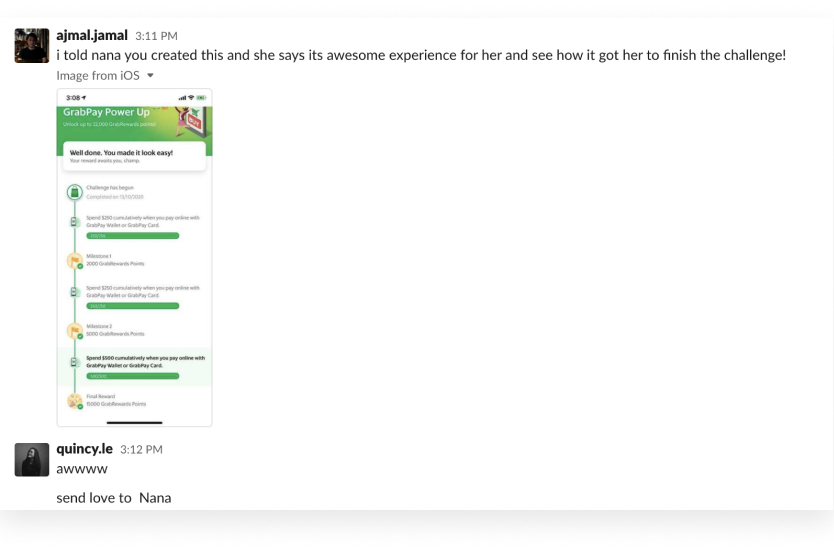 ajmal.jamal 3:11 PM
i told nana you created this and she says its awesome experience for her and see how it got her to finish the challenge!
Image from iOS
3:08
GrabPay Power Up
Unlock up to 22,000 GrabRewards points!
Well done. You made it look easy!
Your reward awaits you, champ.
Challenge has begun
Completed on 13/10/2020
Spend $250 cumulatively when you pay online with
GrabPay Wallet or GrabPay Card.
Milestone 1
2000 GrabRewards Points
Spend $250 cumulatively when you pay online with
GrabPay Wallet or GrabPay Card.
Milestone 2
5000 GrabRewards Points
Spend $500 cumulatively when you pay online with
GrabPay Wallet or GrabPay Card.
Final Reward
15000 GrabRewards Points
quincy.le 3:12 PM
awwww
send love to Nana